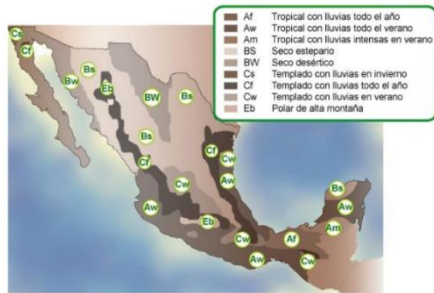 Af Tropical con lluvias todo el año
Aw Tropical con lluvias todo el verano
Am Tropical con lluvias intensas en verano
BS Seco estepario
BW Seco desértico
Cs Templado con lluvias en invierno
Cf Templado con lluvias todo el año
Cw Templado con lluvias en verano
Eb Polar de alta montaña
Cs
Cf
Bw
Bs
Eb
BW
Bs
Bs
Cf
Cw
Cf
Cw
Aw
Aw
Eb
Cw
Aw
Af
Cw
Bs
Aw
Am